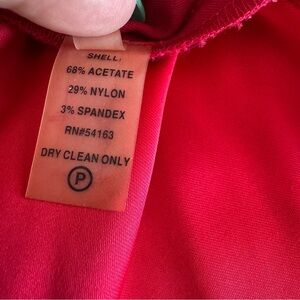 SHELL:
68% ACETATE
29% NYLON
3% SPANDEX
RN#54163
DRY CLEAN ONLY
P